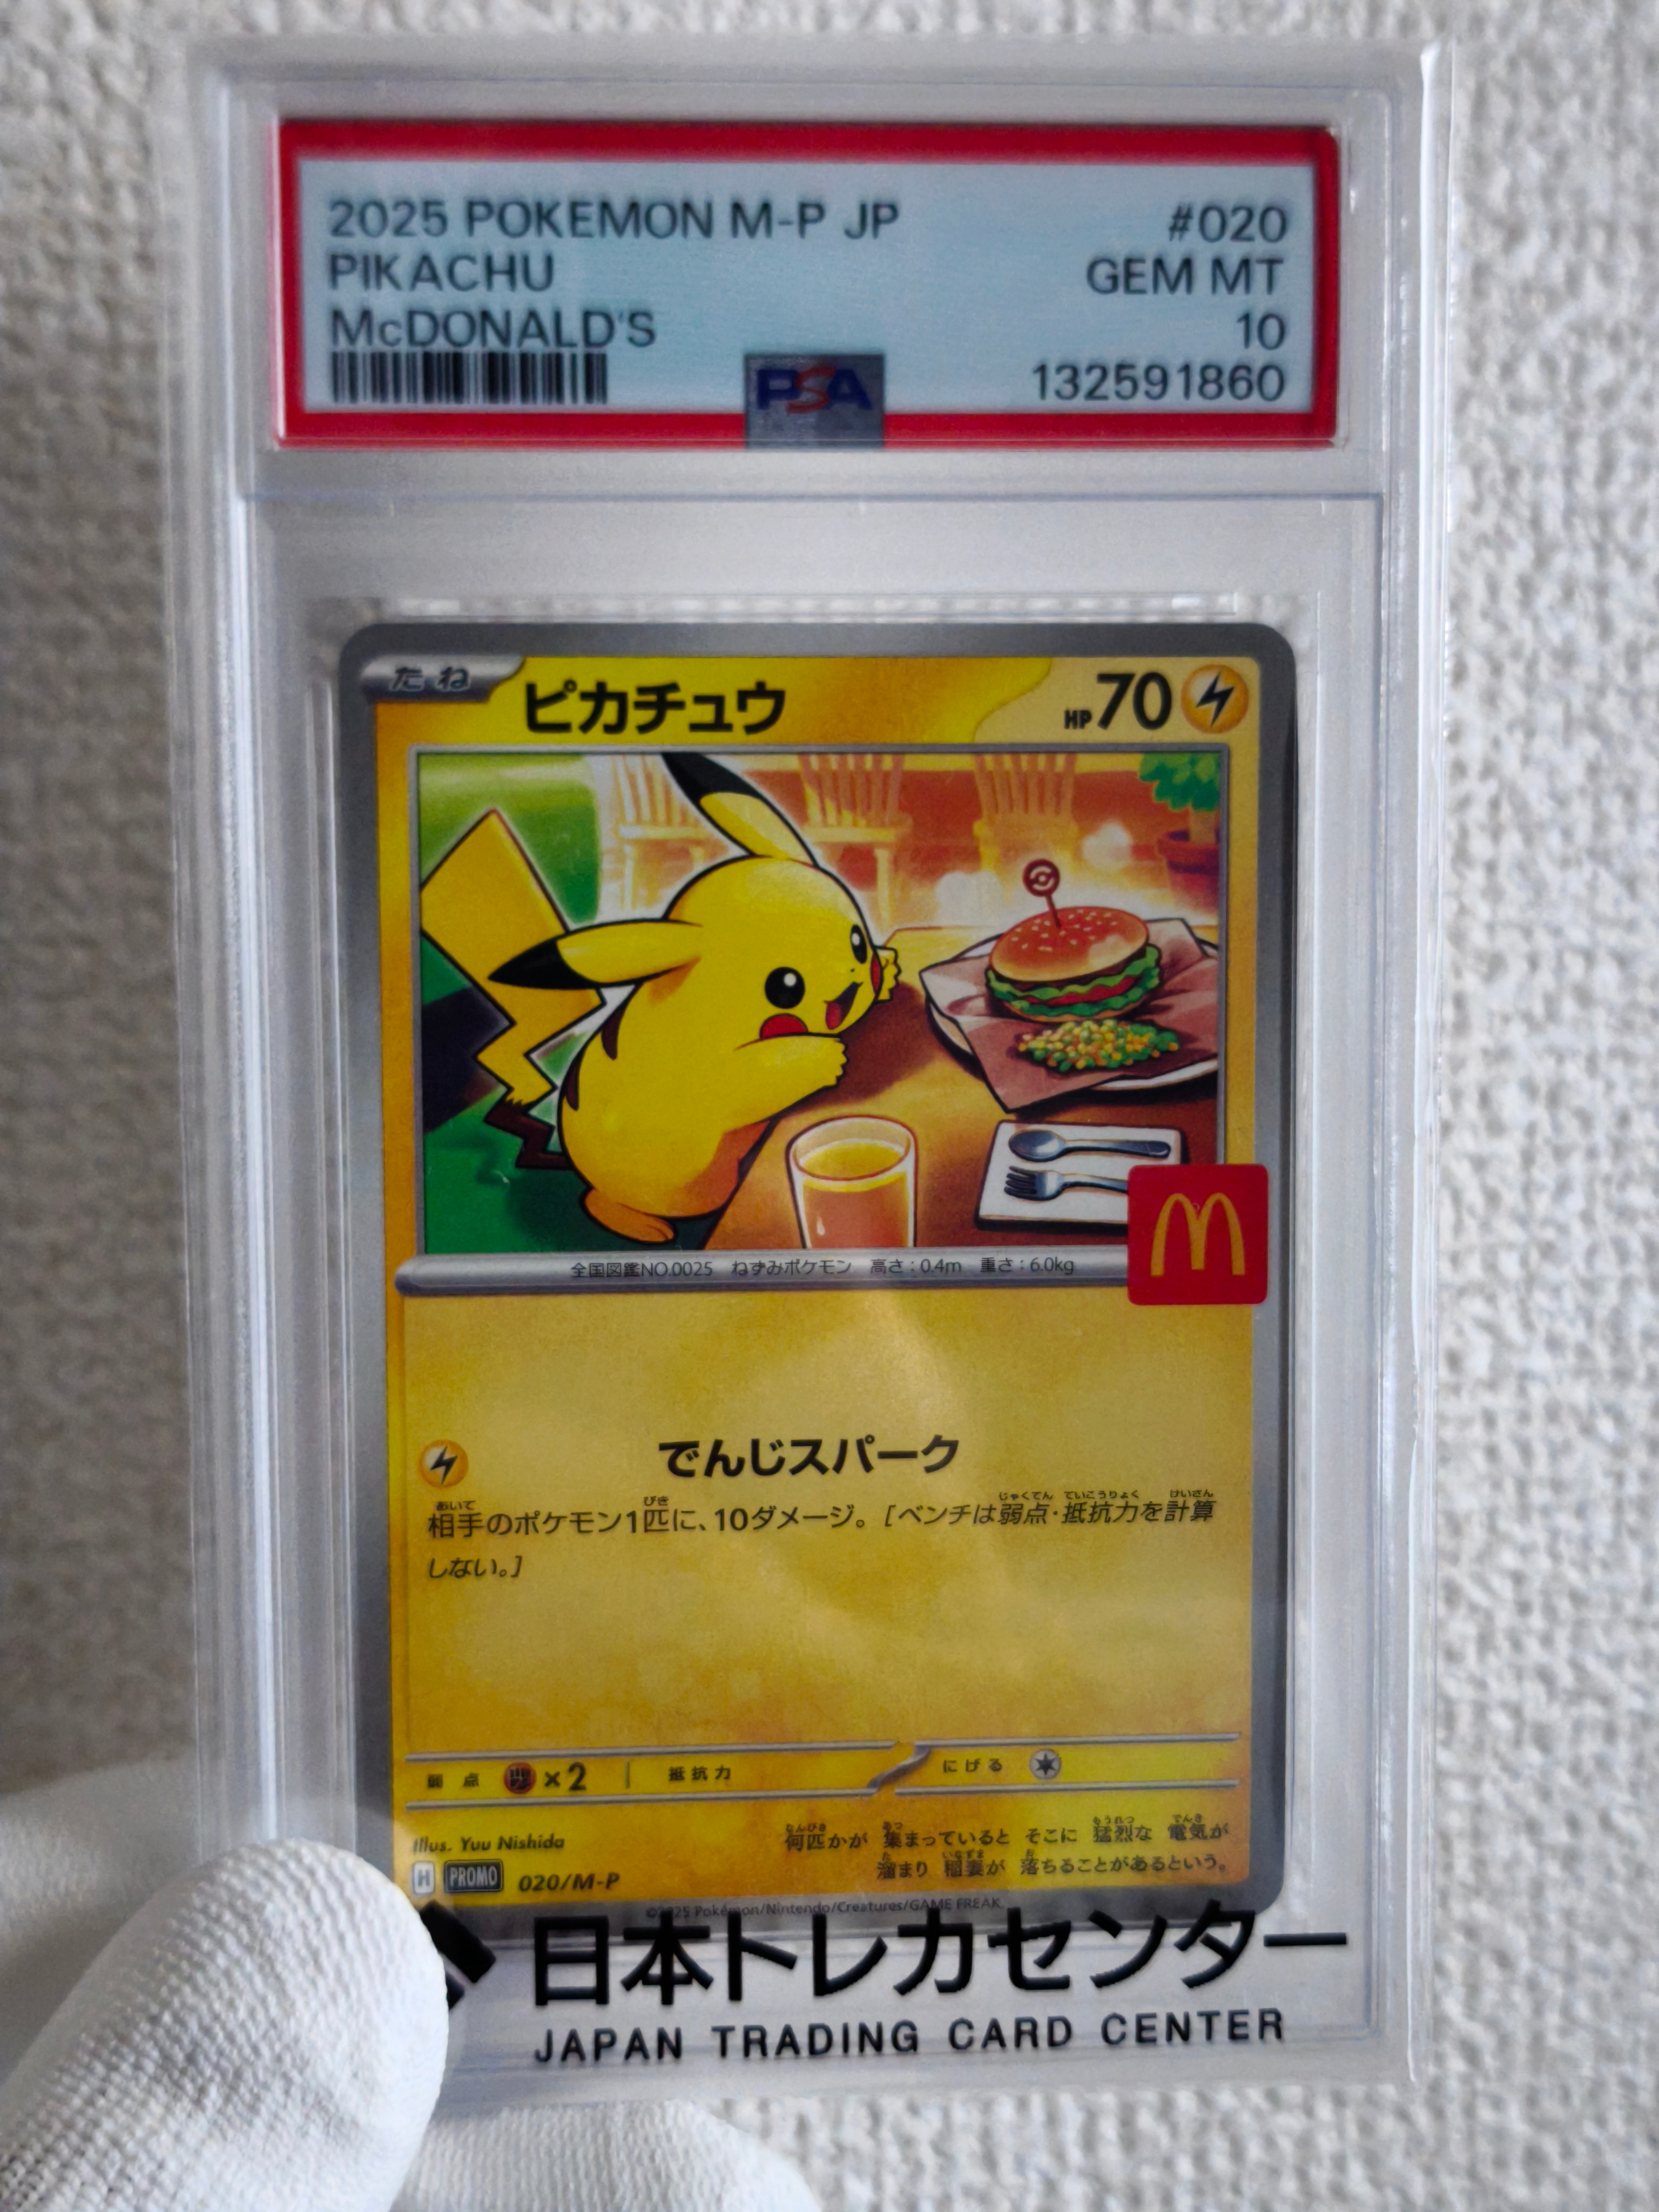 2025 POKEMON M-P JP #020
PIKACHU GEM MT
McDONALD'S 10
PSA 132591860
たね ピカチュウ HP70
全国図鑑NO.0025 ねずみポケモン 高さ:0.4m 重さ:6.0kg
でんじスパーク
相手のポケモン1匹に、10ダメージ。[ベンチは弱点・抵抗力を計算
しない。]
弱点 ×2 抵抗力 にげる
Illus. Yuu Nishida
H PROMO 020/M-P
何匹かが 集まっていると そこに 猛烈な 電気が
溜まり 稲妻が 落ちることがあるという。
©2025 Pokémon/Nintendo/Creatures/GAME FREAK.
日本トレカセンター
JAPAN TRADING CARD CENTER